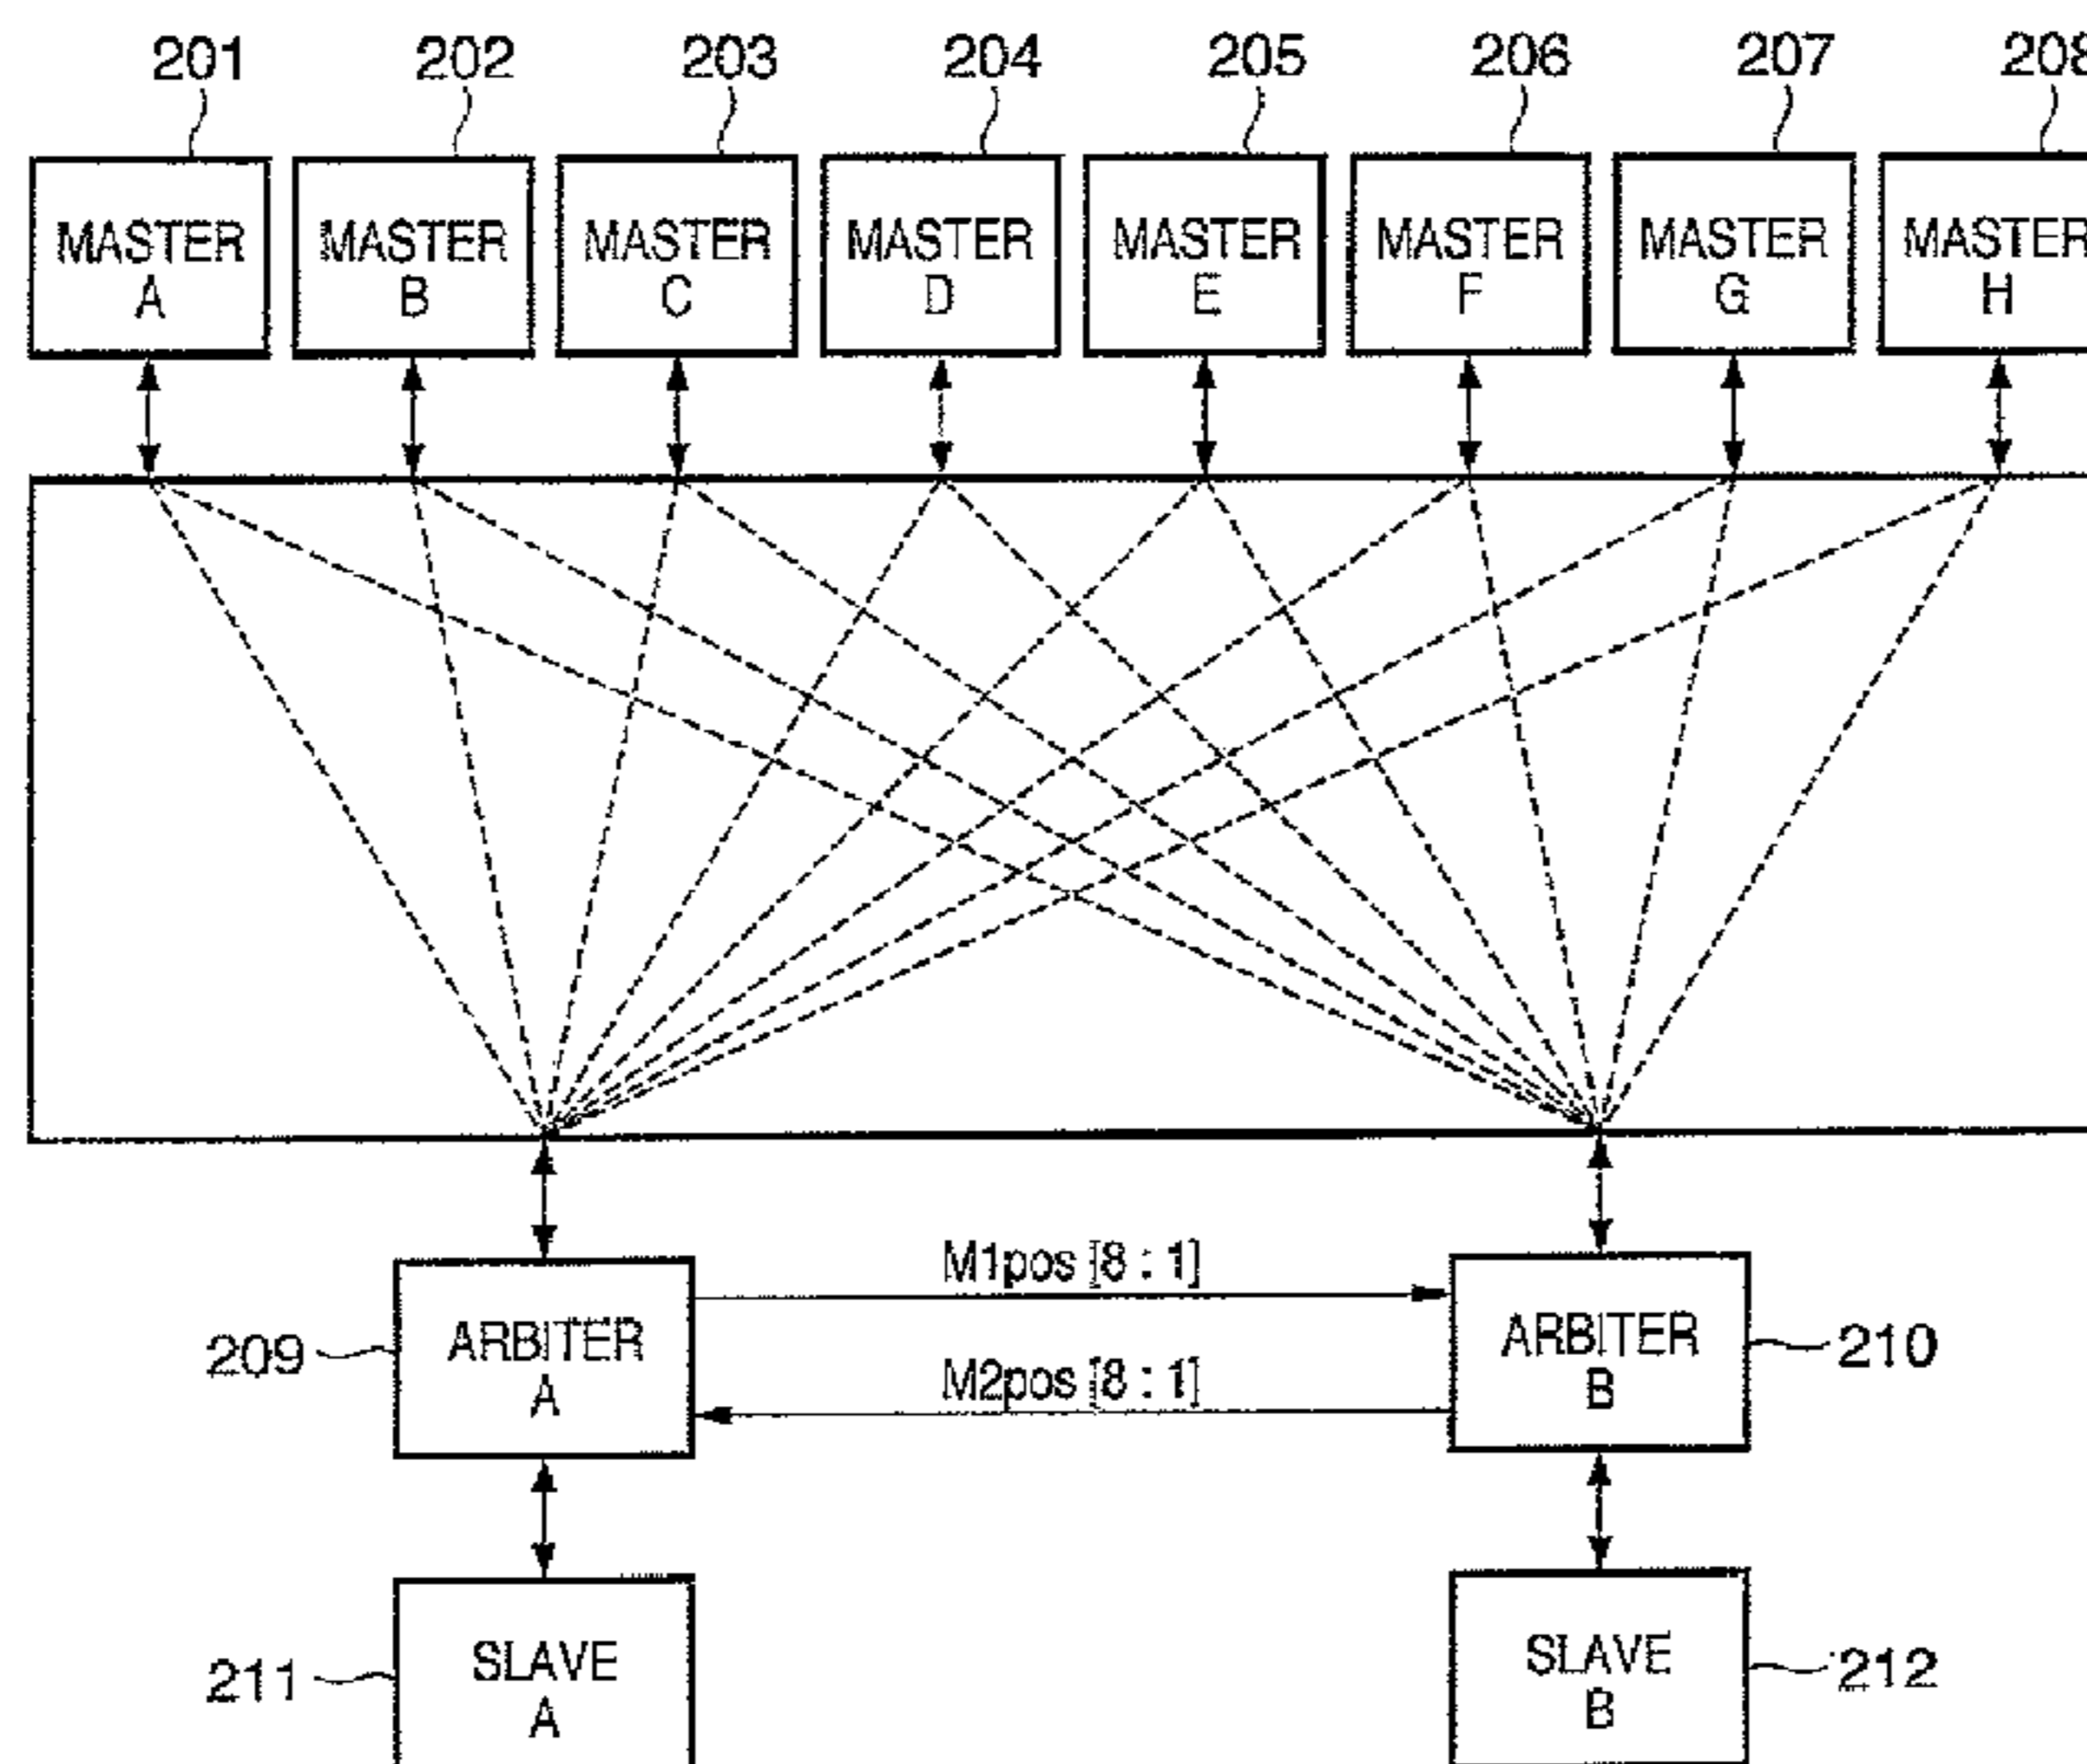 201 202 203 204 205 206 207 208
MASTER A
MASTER B
MASTER C
MASTER D
MASTER E
MASTER F
MASTER G
MASTER H
M1pos [8 : 1]
209
ARBITER A
ARBITER B
210
M2pos [8 : 1]
211
SLAVE A
SLAVE B
212